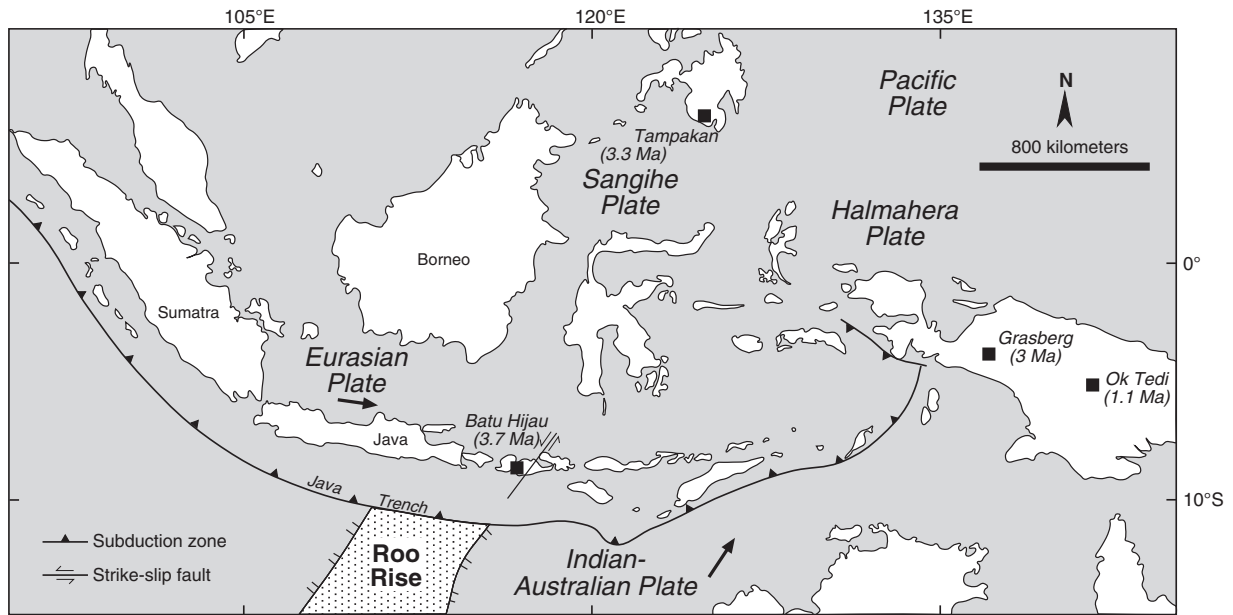 105°E
120°E
135°E
Pacific
Plate
N
800 kilometers
Tampakan
(3.3 Ma)
Sangihe
Plate
Halmahera
Plate
Borneo
0°
Sumatra
Grasberg
(3 Ma)
Eurasian
Plate
Ok Tedi
(1.1 Ma)
Batu Hijau
(3.7 Ma)
Java
Java Trench
10°S
Subduction zone
Strike-slip fault
Roo
Rise
Indian-
Australian Plate